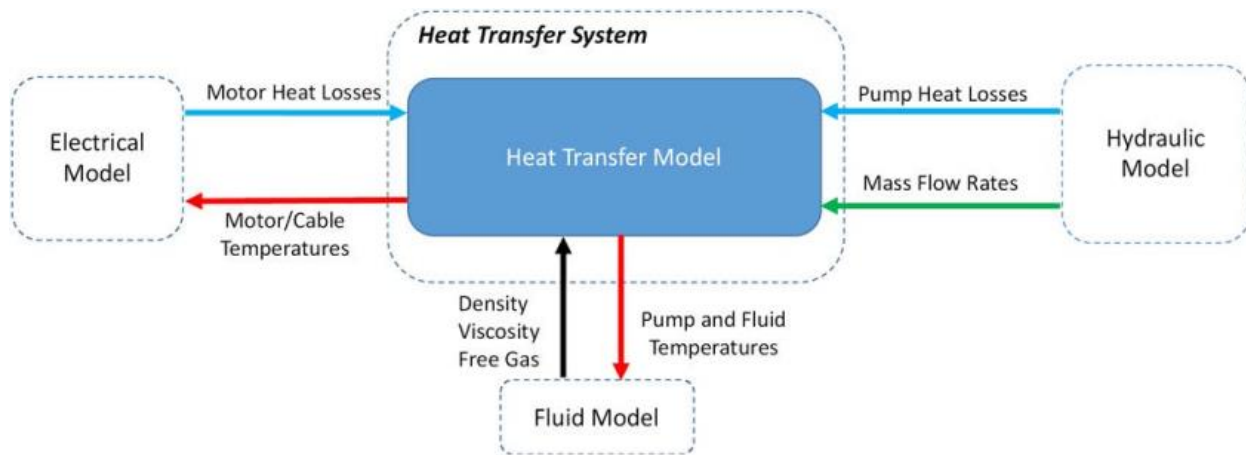 Heat Transfer System
Motor Heat Losses
Pump Heat Losses
Electrical
Model
Heat Transfer Model
Hydraulic
Model
Mass Flow Rates
Motor/Cable
Temperatures
Density
Viscosity
Free Gas
Pump and Fluid
Temperatures
Fluid Model